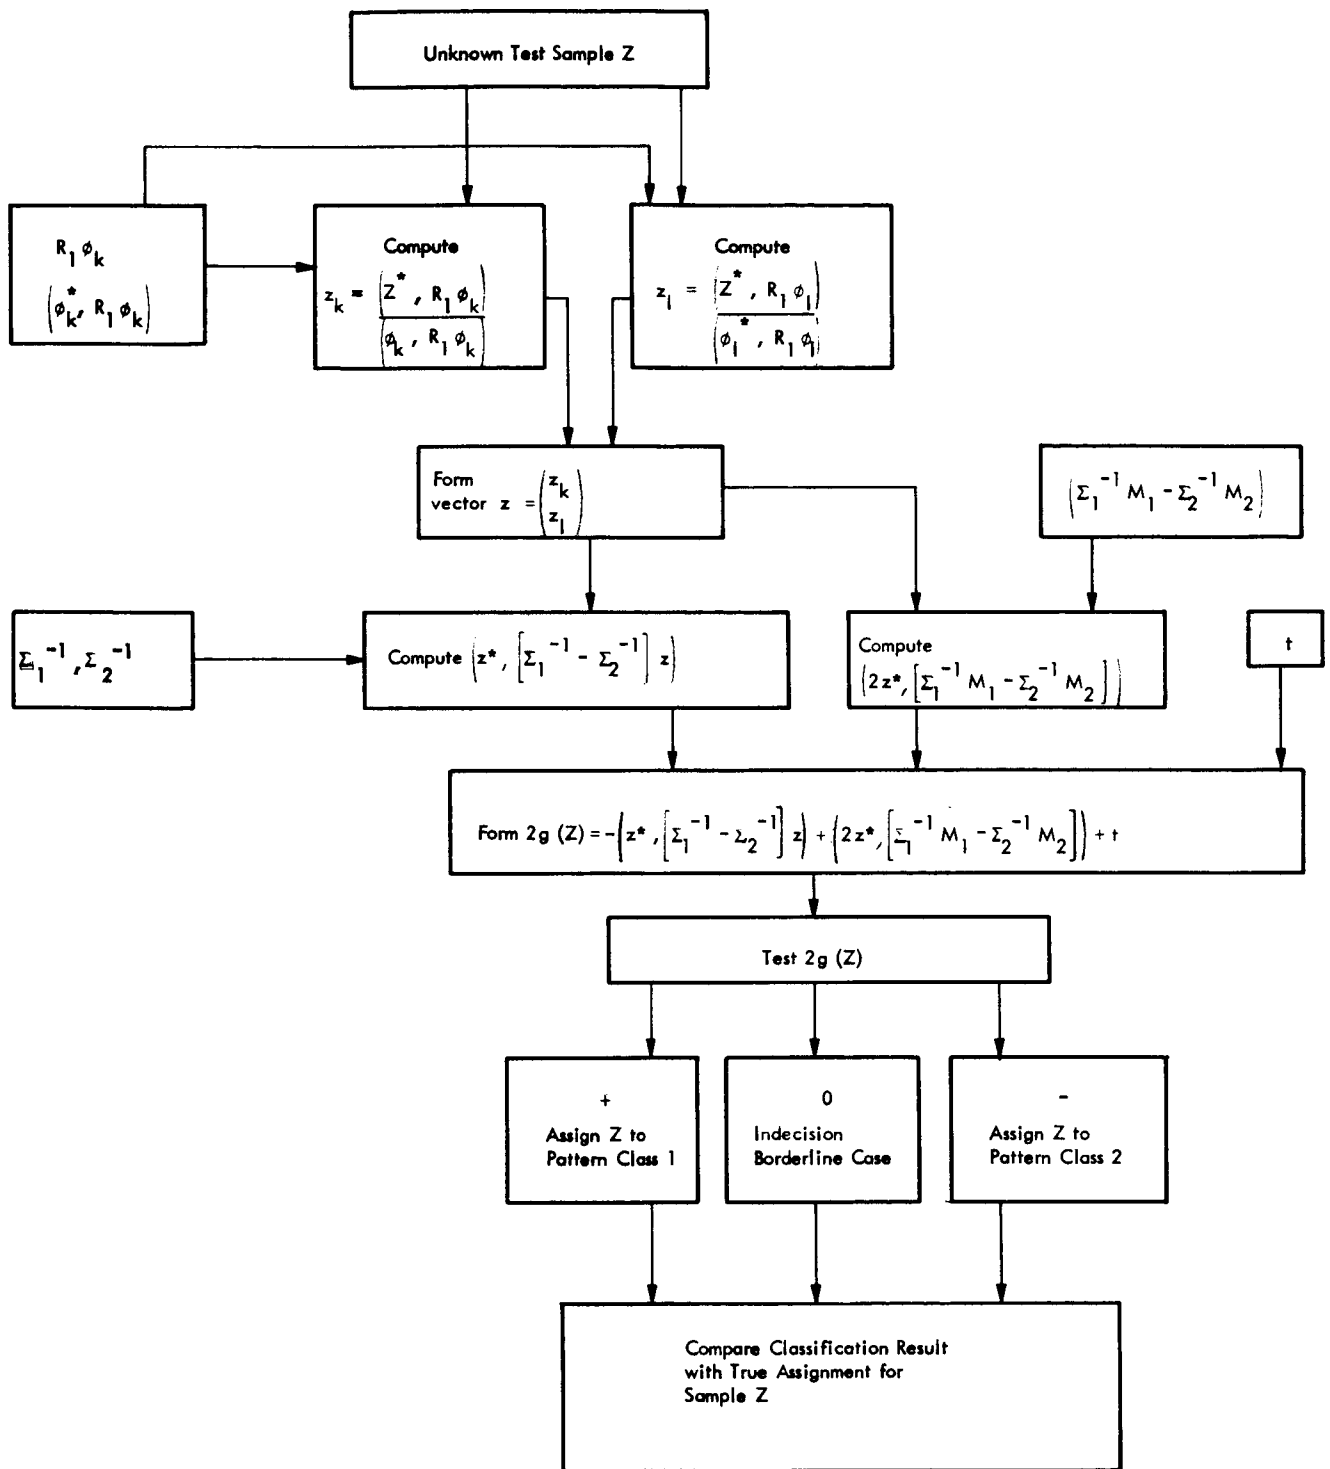 Unknown Test Sample Z
R₁ φₖ
(φₖ*, R₁ φₖ)
Compute
zₖ = (Z*, R₁ φₖ)
(φₖ, R₁ φₖ)
Compute
zₗ = (Z*, R₁ φₗ)
(φₗ*, R₁ φₗ)
Form
vector z = (zₖ
zₗ)
(Σ₁⁻¹ M₁ − Σ₂⁻¹ M₂)
Σ₁⁻¹, Σ₂⁻¹
Compute (z*, [Σ₁⁻¹ − Σ₂⁻¹] z)
Compute
(2z*, [Σ₁⁻¹ M₁ − Σ₂⁻¹ M₂])
t
Form 2g (Z) = −(z*, [Σ₁⁻¹ − Σ₂⁻¹] z) + (2z*, [Σ₁⁻¹ M₁ − Σ₂⁻¹ M₂]) + t
Test 2g (Z)
+
Assign Z to
Pattern Class 1
0
Indecision
Borderline Case
−
Assign Z to
Pattern Class 2
Compare Classification Result
with True Assignment for
Sample Z